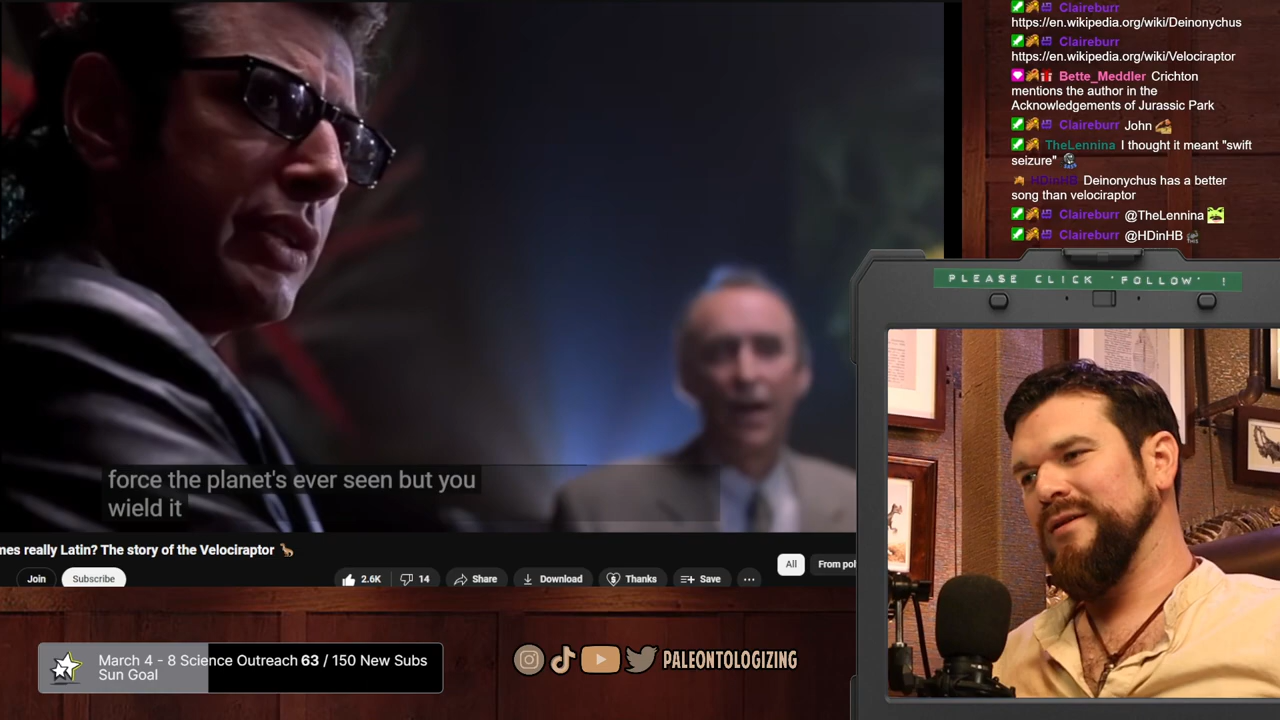 Claireburr
https://en.wikipedia.org/wiki/Deinonychus
Claireburr
https://en.wikipedia.org/wiki/Velociraptor
Bette_Meddler Crichton
mentions the author in the
Acknowledgements of Jurassic Park
Claireburr John
TheLennina I thought it meant "swift
seizure"
HDinHB Deinonychus has a better
song than velociraptor
Claireburr @TheLennina
Claireburr @HDinHB
PLEASE CLICK 'FOLLOW' !
force the planet's ever seen but you
wield it
mes really Latin? The story of the Velociraptor
Join Subscribe 2.6K 14 Share Download Thanks Save ... All From pol
March 4 - 8 Science Outreach 63 / 150 New Subs
Sun Goal
PALEONTOLOGIZING